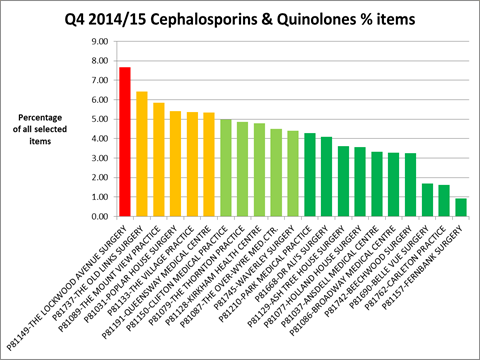 Q4 2014/15 Cephalosporins & Quinolones % items
Percentage
of all selected
items
9.00
8.00
7.00
6.00
5.00
4.00
3.00
2.00
1.00
0.00
P81149-THE LOCKWOOD AVENUE SURGERY
P81737-THE OLD LINKS SURGERY
P81089-THE MOUNT VIEW PRACTICE
P81031-POPLAR HOUSE SURGERY
P81133-THE VILLAGE PRACTICE
P81191-QUEENSWAY MEDICAL CENTRE
P81150-CLIFTON MEDICAL PRACTICE
P81079-THE THORNTON PRACTICE
P81128-KIRKHAM HEALTH CENTRE
P81087-THE OVER-WYRE MED.CTR.
P81745-WAVERLEY SURGERY
P81210-PARK MEDICAL PRACTICE
P81668-DR AY'S SURGERY
P81129-ASH TREE HOUSE SURGERY
P81077-HOLLAND HOUSE SURGERY
P81037-ANSDELL MEDICAL CENTRE
P81086-BROADWAY MEDICAL CENTRE
P81742-BEECHWOOD SURGERY
P81690-BELLE VUE SURGERY
P81762-CARLETON PRACTICE
P81157-FERNBANK SURGERY